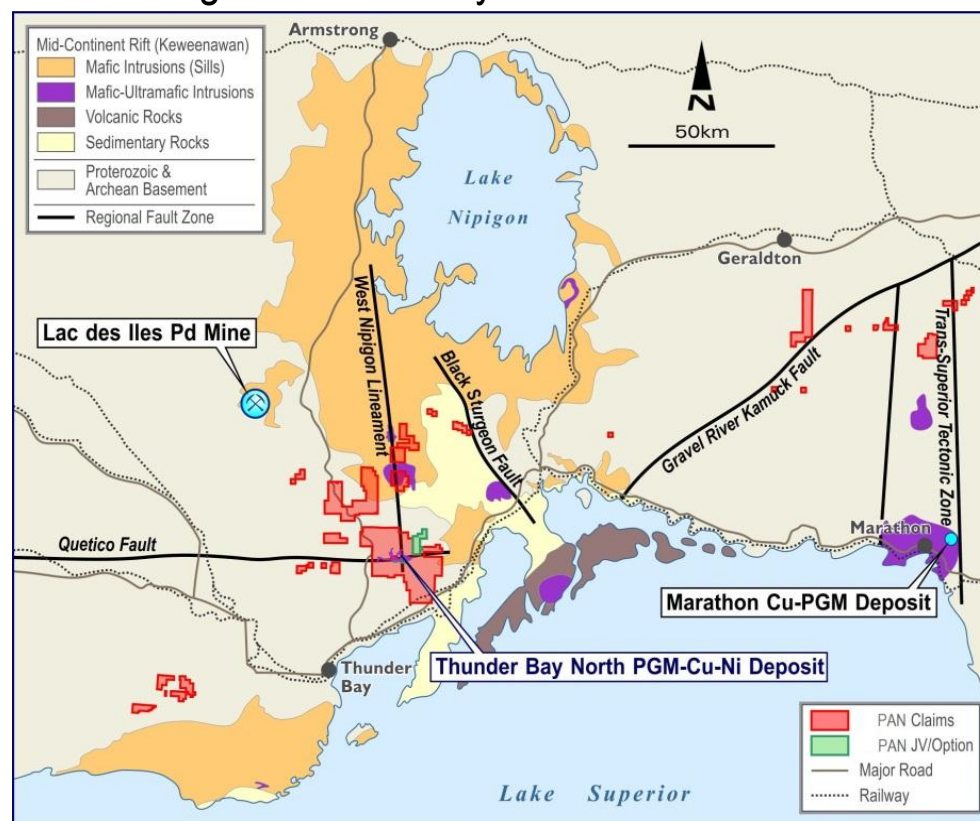 Armstrong
Mid-Continent Rift (Keweenawan)
Mafic Intrusions (Sills)
Mafic-Ultramafic Intrusions
Volcanic Rocks
Sedimentary Rocks
Proterozoic &
Archean Basement
Regional Fault Zone
N
50km
Lake
Nipigon
Geraldton
Lac des Iles Pd Mine
West Nipigon Lineament
Black Sturgeon Fault
Gravel River Kamuck Fault
Trans-Superior Tectonic Zone
Quetico Fault
Marathon
Marathon Cu-PGM Deposit
Thunder Bay North PGM-Cu-Ni Deposit
Thunder
Bay
PAN Claims
PAN JV/Option
Major Road
Railway
Lake Superior